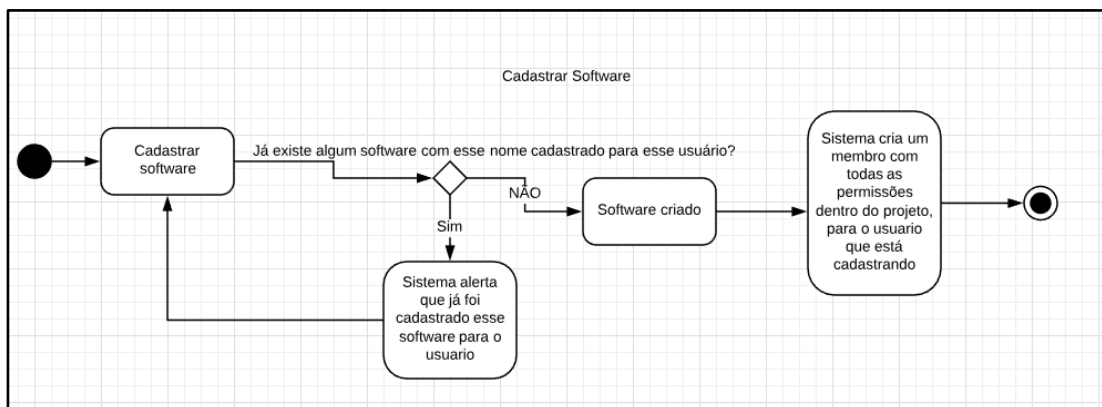 Cadastrar Software
Cadastrar
software
Já existe algum software com esse nome cadastrado para esse usuário?
NÃO
Sim
Software criado
Sistema cria um
membro com
todas as
permissões
dentro do projeto,
para o usuario
que está
cadastrando
Sistema alerta
que já foi
cadastrado esse
software para o
usuario